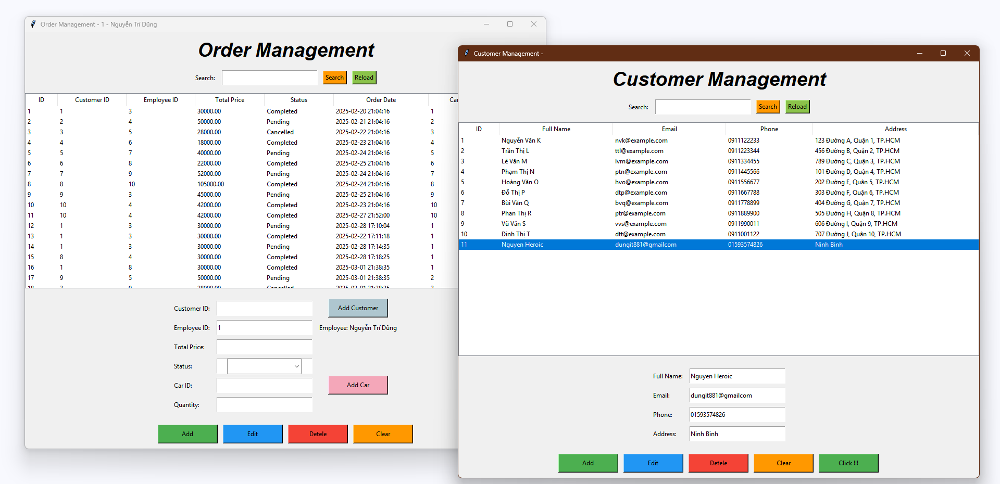 Order Management - 1 - Nguyễn Trí Dũng
Order Management
Search: Search Reload
ID Customer ID Employee ID Total Price Status Order Date
1 1 3 30000.00 Completed 2025-02-20 21:04:16 1
2 2 4 50000.00 Pending 2025-02-21 21:04:16 2
3 3 5 28000.00 Cancelled 2025-02-22 21:04:16 3
4 4 6 18000.00 Completed 2025-02-23 21:04:16 4
5 5 7 40000.00 Pending 2025-02-24 21:04:16 5
6 6 8 22000.00 Completed 2025-02-25 21:04:16 6
7 7 9 52000.00 Pending 2025-02-24 21:04:16 7
8 8 10 105000.00 Completed 2025-02-24 21:04:16 8
9 9 3 45000.00 Pending 2025-02-25 21:04:16 9
10 10 4 42000.00 Completed 2025-02-23 21:04:16 10
11 10 4 42000.00 Completed 2025-02-27 21:52:00 10
12 1 3 30000.00 Pending 2025-02-28 17:10:04 1
13 1 3 30000.00 Completed 2025-02-22 17:11:18 1
14 1 3 30000.00 Pending 2025-02-28 17:14:35 1
15 8 4 30000.00 Completed 2025-02-28 17:18:25 1
16 1 8 30000.00 Completed 2025-03-01 21:38:35 1
17 9 5 50000.00 Pending 2025-03-01 21:38:35 2
Customer ID: Add Customer
Employee ID: 1 Employee: Nguyễn Trí Dũng
Total Price:
Status:
Car ID: Add Car
Quantity:
Add Edit Detele Clear
Customer Management -
Customer Management
Search: Search Reload
ID Full Name Email Phone Address
1 Nguyễn Văn K nvk@example.com 0911122233 123 Đường A, Quận 1, TP.HCM
2 Trần Thị L ttl@example.com 0911223344 456 Đường B, Quận 2, TP.HCM
3 Lê Văn M lvm@example.com 0911334455 789 Đường C, Quận 3, TP.HCM
4 Phạm Thị N ptn@example.com 0911445566 101 Đường D, Quận 4, TP.HCM
5 Hoàng Văn O hvo@example.com 0911556677 202 Đường E, Quận 5, TP.HCM
6 Đỗ Thị P dtp@example.com 0911667788 303 Đường F, Quận 6, TP.HCM
7 Bùi Văn Q bvq@example.com 0911778899 404 Đường G, Quận 7, TP.HCM
8 Phan Thị R ptr@example.com 0911889900 505 Đường H, Quận 8, TP.HCM
9 Vũ Văn S vvs@example.com 0911990011 606 Đường I, Quận 9, TP.HCM
10 Đinh Thị T dtt@example.com 0911001122 707 Đường J, Quận 10, TP.HCM
11 Nguyen Heroic dungit881@gmailcom 01593574826 Ninh Binh
Full Name: Nguyen Heroic
Email: dungit881@gmailcom
Phone: 01593574826
Address: Ninh Binh
Add Edit Detele Clear Click !!!